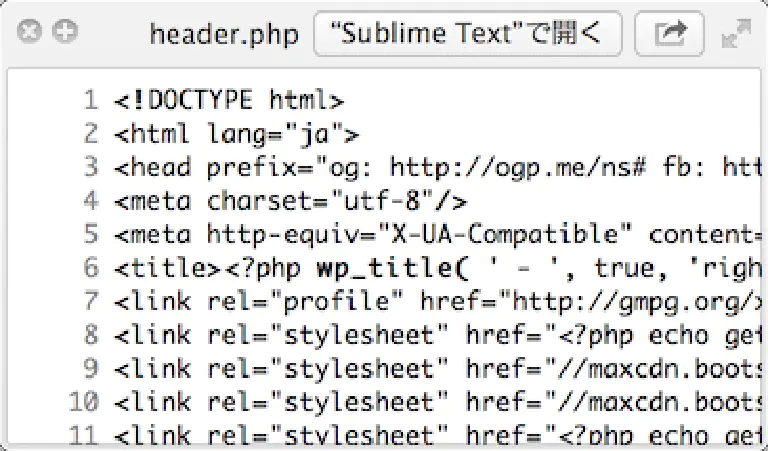 header.php “Sublime Text”で開く
1 <!DOCTYPE html>
2 <html lang="ja">
3 <head prefix="og: http://ogp.me/ns# fb: htt
4 <meta charset="utf-8"/>
5 <meta http-equiv="X-UA-Compatible" content=
6 <title><?php wp_title( ' - ', true, 'righ
7 <link rel="profile" href="http://gmpg.org/x
8 <link rel="stylesheet" href="<?php echo get
9 <link rel="stylesheet" href="//maxcdn.boots
10 <link rel="stylesheet" href="//maxcdn.boots
11 <link rel="stylesheet" href="<?php echo get